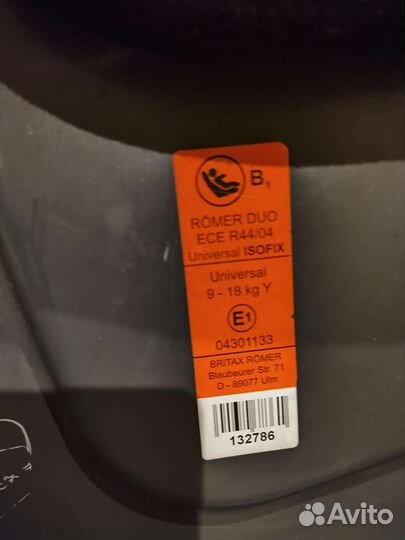 B1
RÖMER DUO
ECE R44/04
Universal ISOFIX
Universal
9 - 18 kg Y
E1
04301133
BRITAX RÖMER
Blaubeurer Str. 71
D - 89077 Ulm
132786
Avito